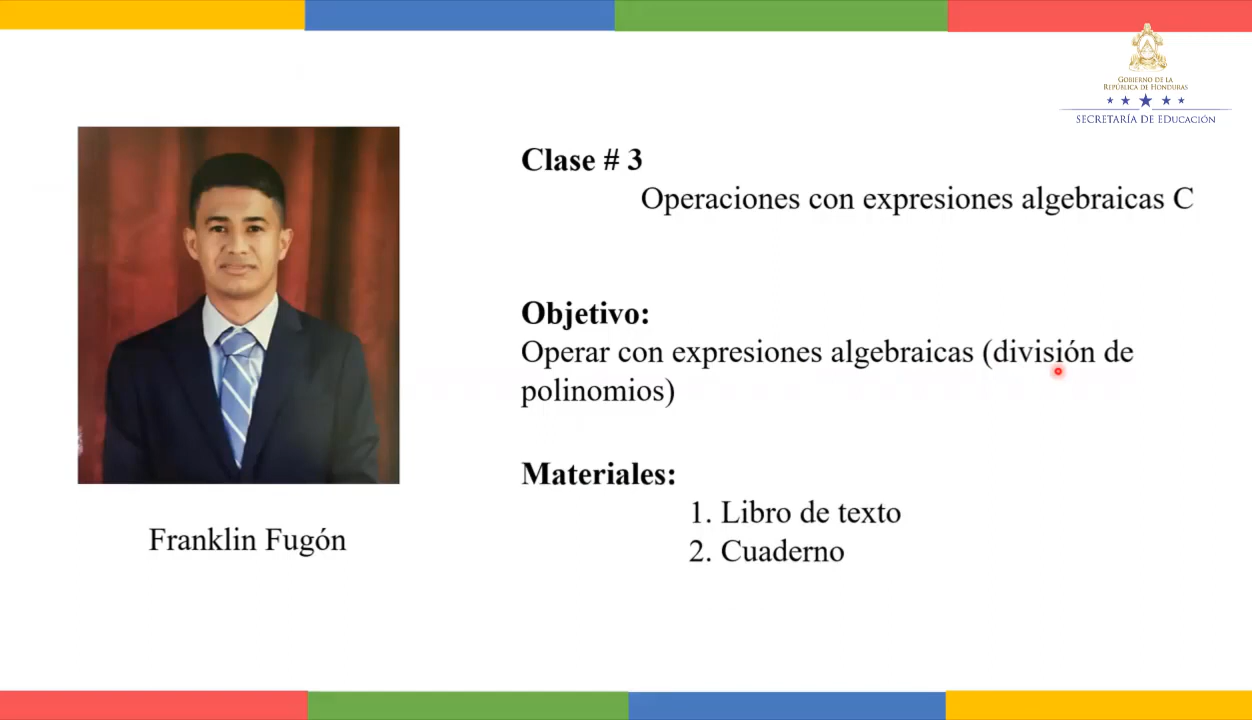 GOBIERNO DE LA
REPÚBLICA DE HONDURAS
SECRETARÍA DE EDUCACIÓN
Clase # 3
Operaciones con expresiones algebraicas C
Objetivo:
Operar con expresiones algebraicas (división de
polinomios)
Materiales:
1. Libro de texto
2. Cuaderno
Franklin Fugón